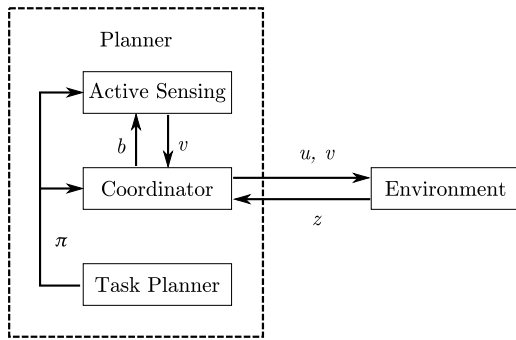 Planner
Active Sensing
b
v
u, v
Coordinator
Environment
z
π
Task Planner